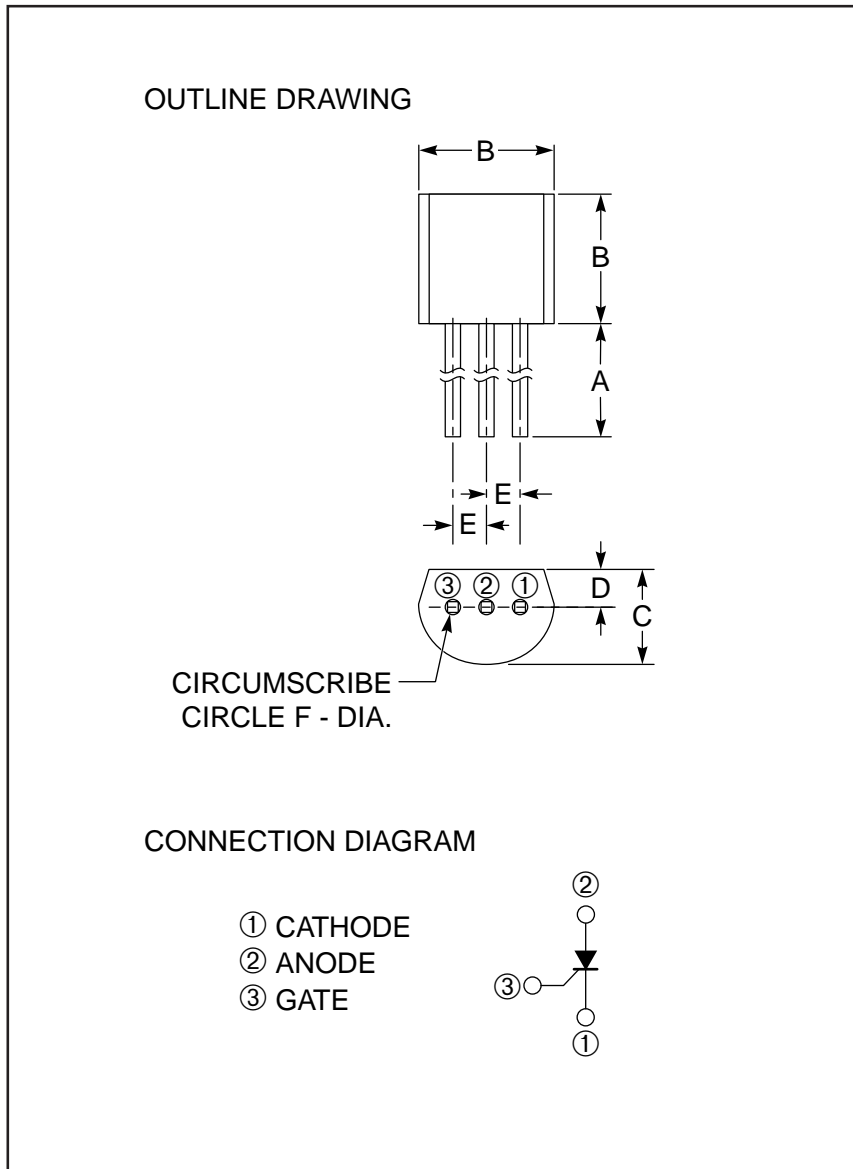 OUTLINE DRAWING
B
B
A
E
E
③ ② ①
D
C
CIRCUMSCRIBE
CIRCLE F - DIA.
CONNECTION DIAGRAM
②
① CATHODE
② ANODE
③ GATE
③
①